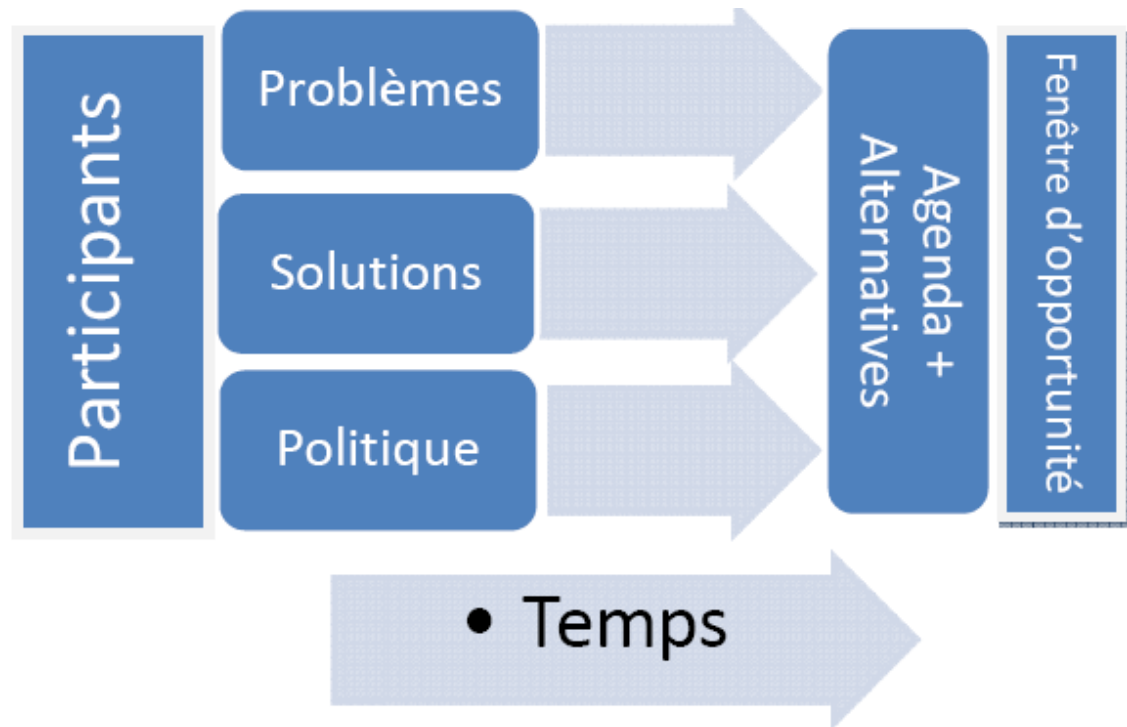 Participants
Problèmes
Solutions
Politique
Agenda +
Alternatives
Fenêtre d'opportunité
• Temps